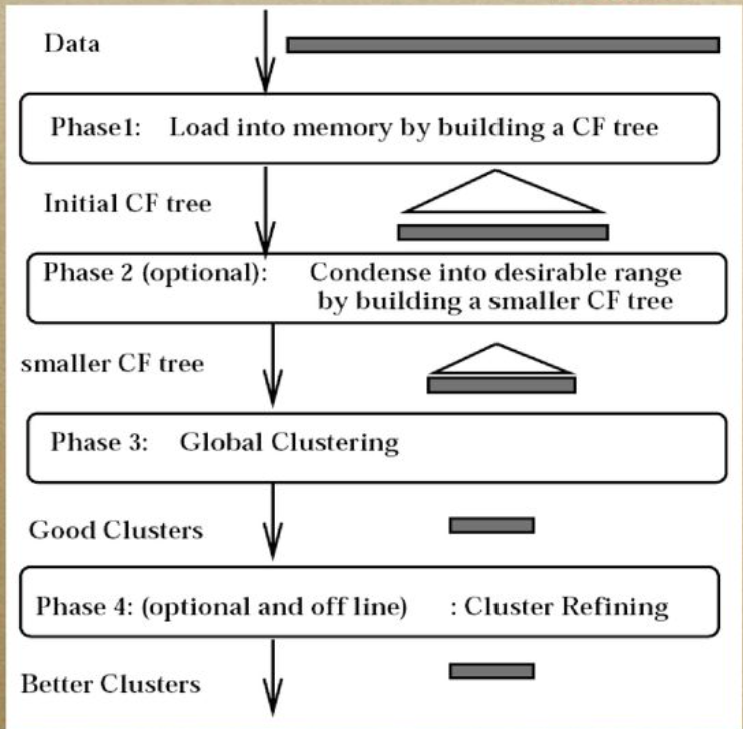 Data
Phase1: Load into memory by building a CF tree
Initial CF tree
Phase 2 (optional): Condense into desirable range
by building a smaller CF tree
smaller CF tree
Phase 3: Global Clustering
Good Clusters
Phase 4: (optional and off line) : Cluster Refining
Better Clusters